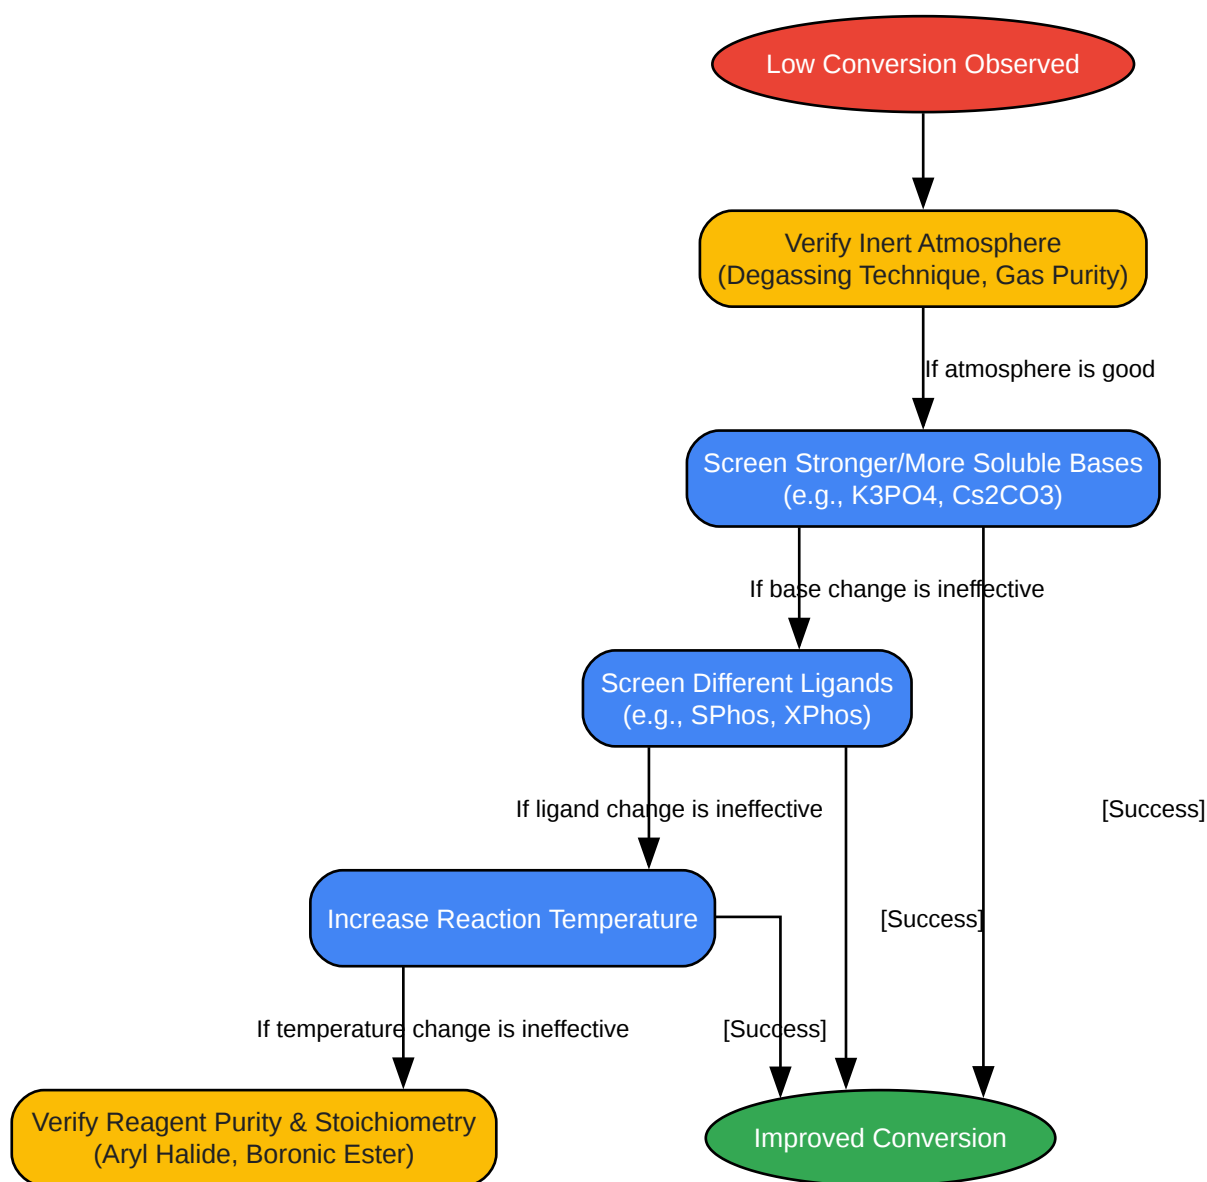 Low Conversion Observed
Verify Inert Atmosphere
(Degassing Technique, Gas Purity)
If atmosphere is good
Screen Stronger/More Soluble Bases
(e.g., K3PO4, Cs2CO3)
If base change is ineffective
Screen Different Ligands
(e.g., SPhos, XPhos)
If ligand change is ineffective
[Success]
Increase Reaction Temperature
[Success]
If temperature change is ineffective
[Success]
Verify Reagent Purity & Stoichiometry
(Aryl Halide, Boronic Ester)
Improved Conversion